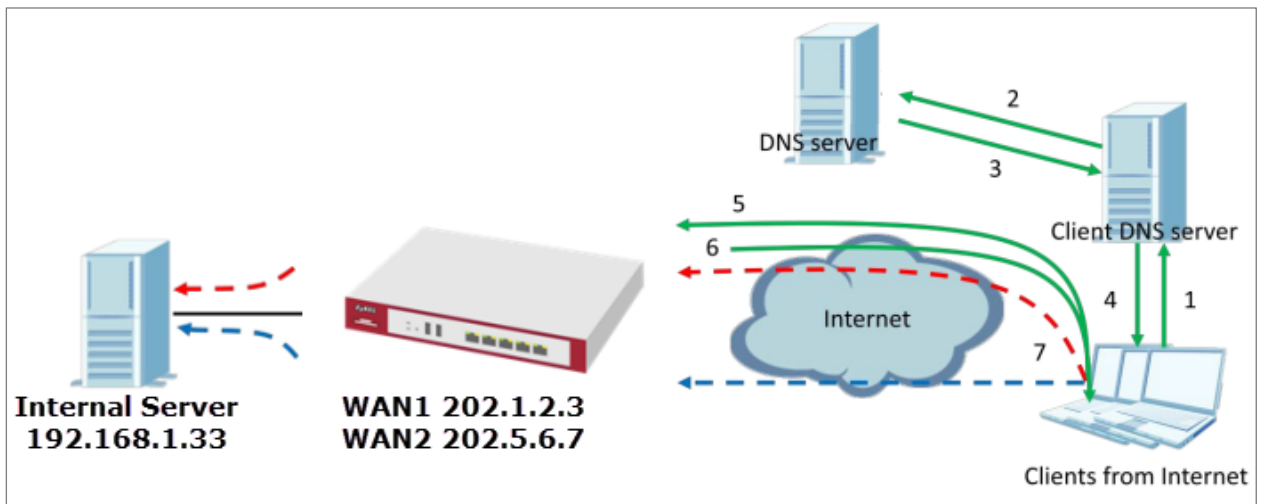 DNS server
2
3
Client DNS server
5
6
4
1
Internet
7
Internal Server
192.168.1.33
WAN1 202.1.2.3
WAN2 202.5.6.7
Clients from Internet